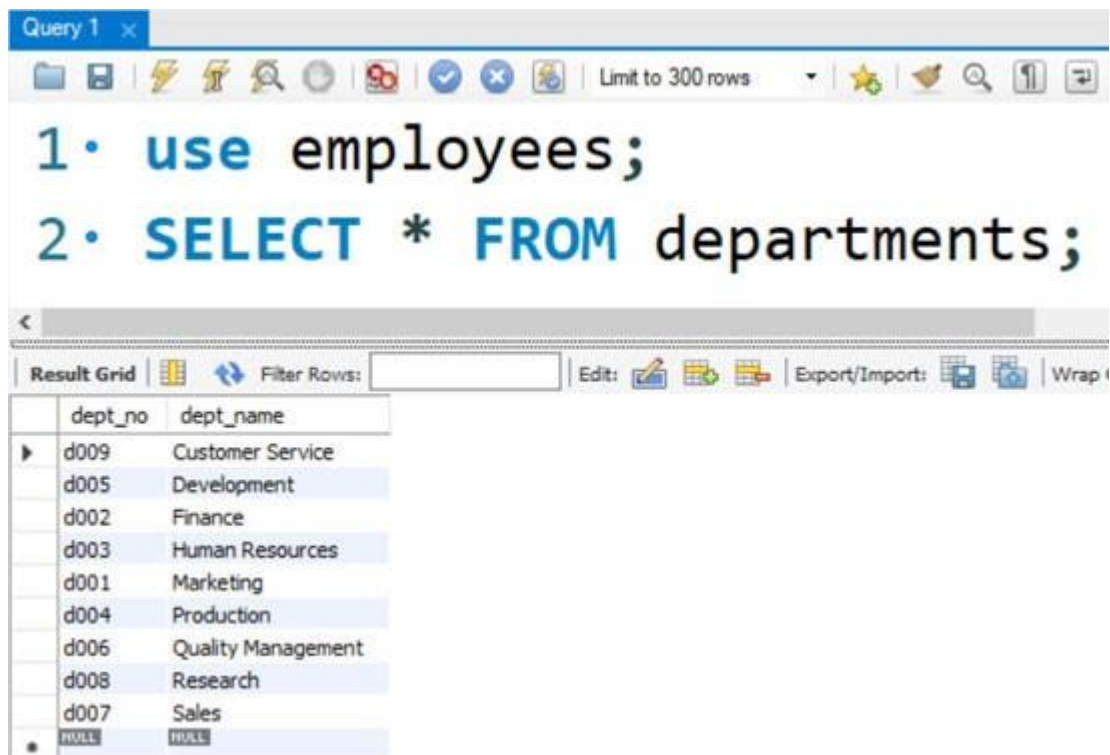 Query 1 ×
Limit to 300 rows
1 · use employees;
2 · SELECT * FROM departments;
Result Grid Filter Rows: Edit: Export/Import: Wrap
dept_no dept_name
d009 Customer Service
d005 Development
d002 Finance
d003 Human Resources
d001 Marketing
d004 Production
d006 Quality Management
d008 Research
d007 Sales
NULL NULL